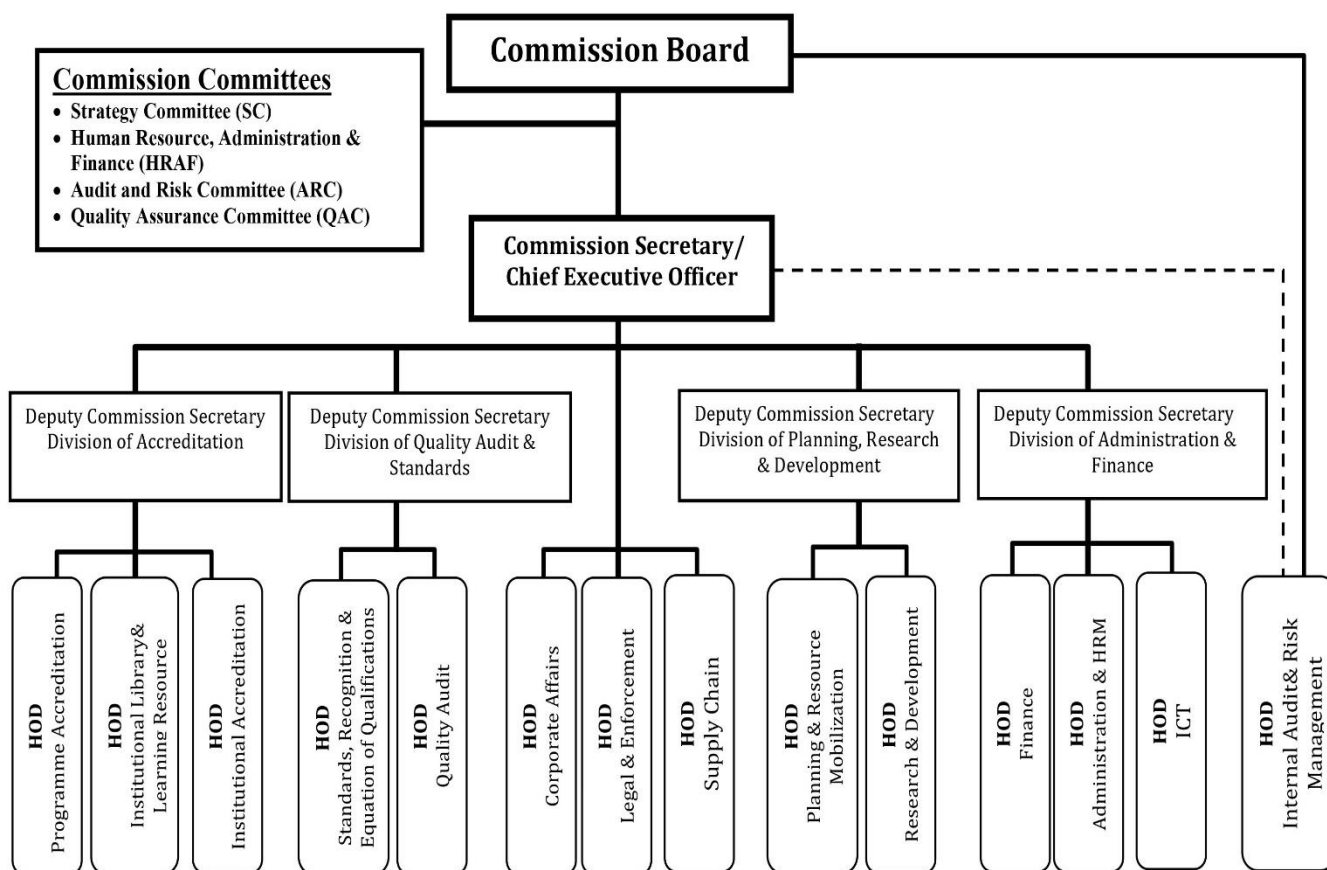 Commission Board
Commission Committees
• Strategy Committee (SC)
• Human Resource, Administration &
Finance (HRAF)
• Audit and Risk Committee (ARC)
• Quality Assurance Committee (QAC)
Commission Secretary/
Chief Executive Officer
Deputy Commission Secretary
Division of Accreditation
Deputy Commission Secretary
Division of Quality Audit &
Standards
Deputy Commission Secretary
Division of Planning, Research
& Development
Deputy Commission Secretary
Division of Administration &
Finance
HOD
Programme Accreditation
HOD
Institutional Library&
Learning Resource
HOD
Institutional Accreditation
HOD
Standards, Recognition &
Equation of Qualifications
HOD
Quality Audit
HOD
Corporate Affairs
HOD
Legal & Enforcement
HOD
Supply Chain
HOD
Planning & Resource
Mobilization
HOD
Research & Development
HOD
Finance
HOD
Administration & HRM
HOD
ICT
HOD
Internal Audit& Risk
Management